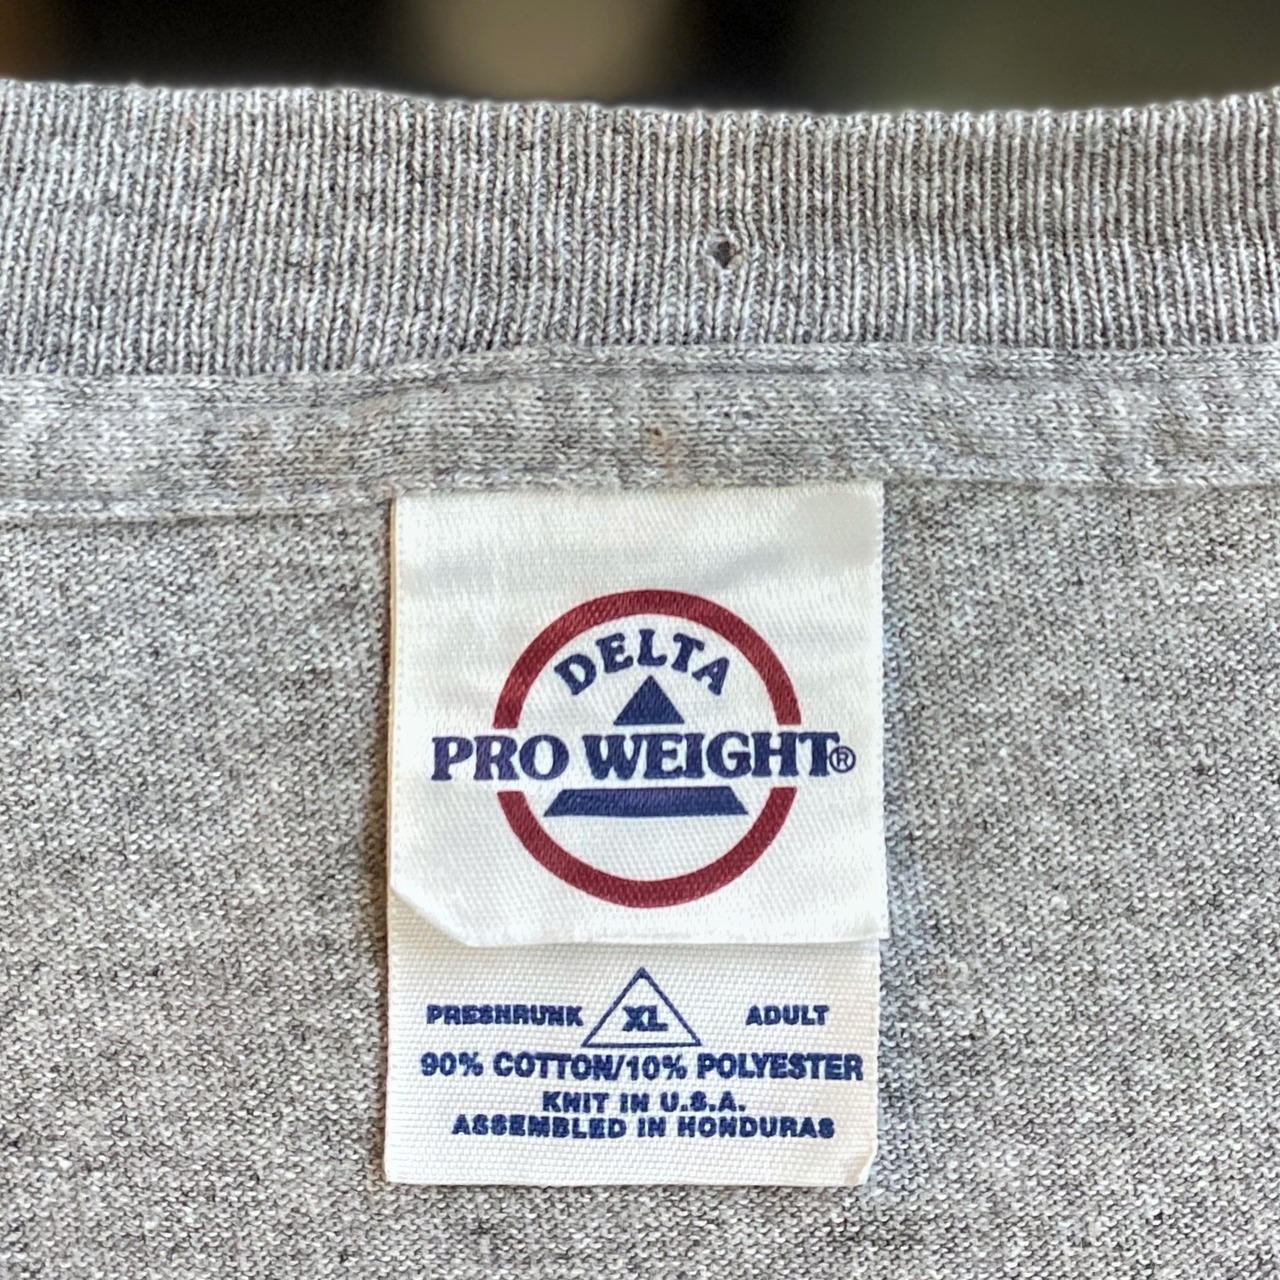 DELTA
PRO WEIGHT®
PRESHRUNK XL ADULT
90% COTTON/10% POLYESTER
KNIT IN U.S.A.
ASSEMBLED IN HONDURAS